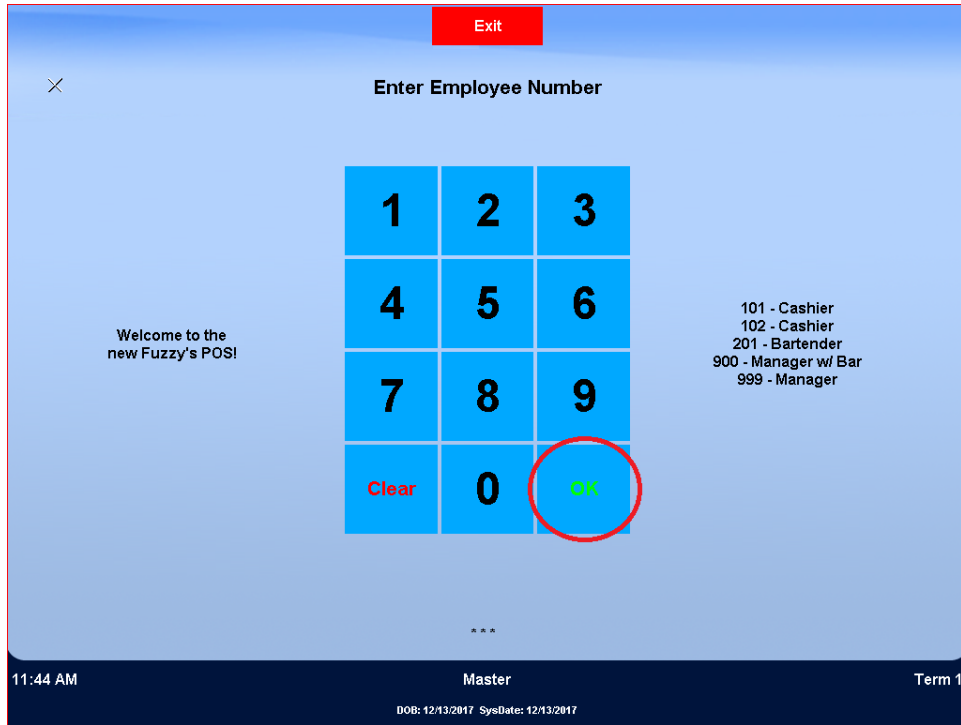 Exit
Enter Employee Number
1 2 3
4 5 6
7 8 9
Clear 0 OK
Welcome to the
new Fuzzy's POS!
101 - Cashier
102 - Cashier
201 - Bartender
900 - Manager w/ Bar
999 - Manager
* * *
11:44 AM Master Term 1
DOB: 12/13/2017 SysDate: 12/13/2017